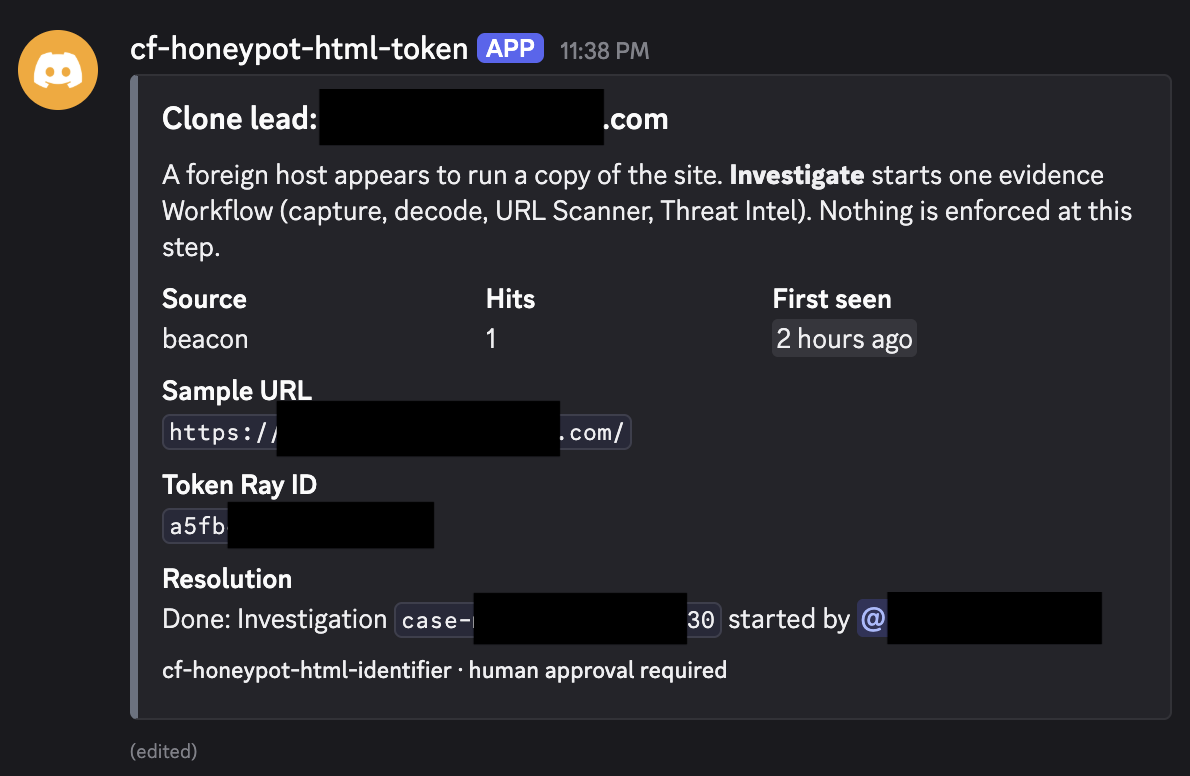 cf-honeypot-html-token APP 11:38 PM
Clone lead: .com
A foreign host appears to run a copy of the site. Investigate starts one evidence
Workflow (capture, decode, URL Scanner, Threat Intel). Nothing is enforced at this
step.
Source Hits First seen
beacon 1 2 hours ago
Sample URL
https:// .com/
Token Ray ID
a5fb
Resolution
Done: Investigation case- 30 started by @
cf-honeypot-html-identifier · human approval required
(edited)